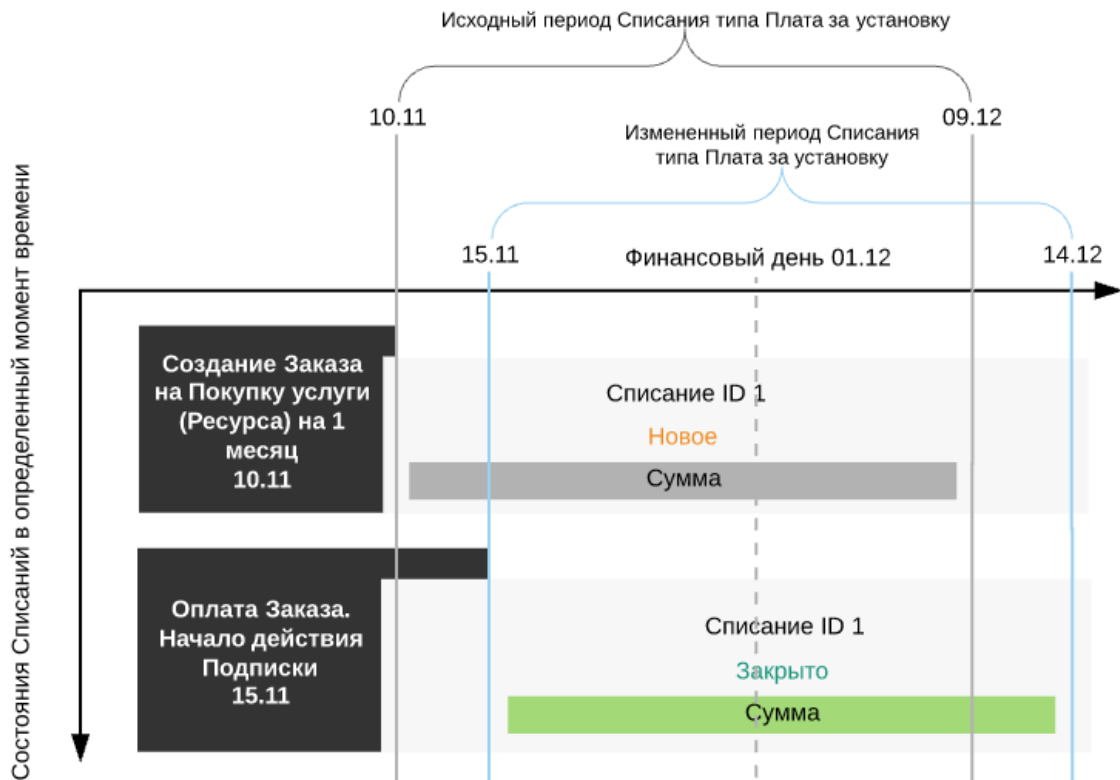 Исходный период Списания типа Плата за установку
10.11
09.12
Измененный период Списания
типа Плата за установку
15.11
Финансовый день 01.12
14.12
Состояния Списаний в определенный момент времени
Создание Заказа
на Покупку услуги
(Ресурса) на 1
месяц
10.11
Списание ID 1
Новое
Сумма
Оплата Заказа.
Начало действия
Подписки
15.11
Списание ID 1
Закрыто
Сумма